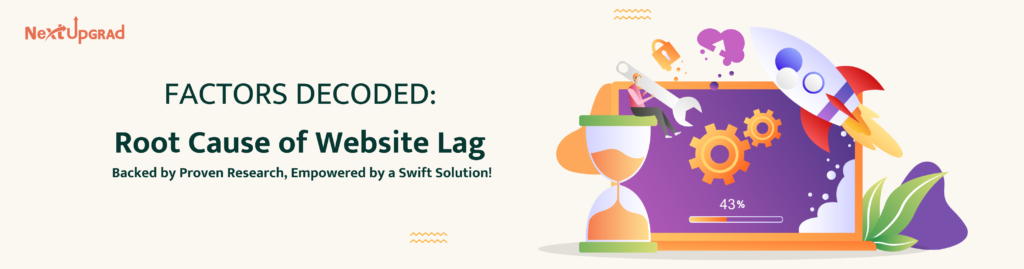 NextUpgrad
FACTORS DECODED:
Root Cause of Website Lag
Backed by Proven Research, Empowered by a Swift Solution!
43%